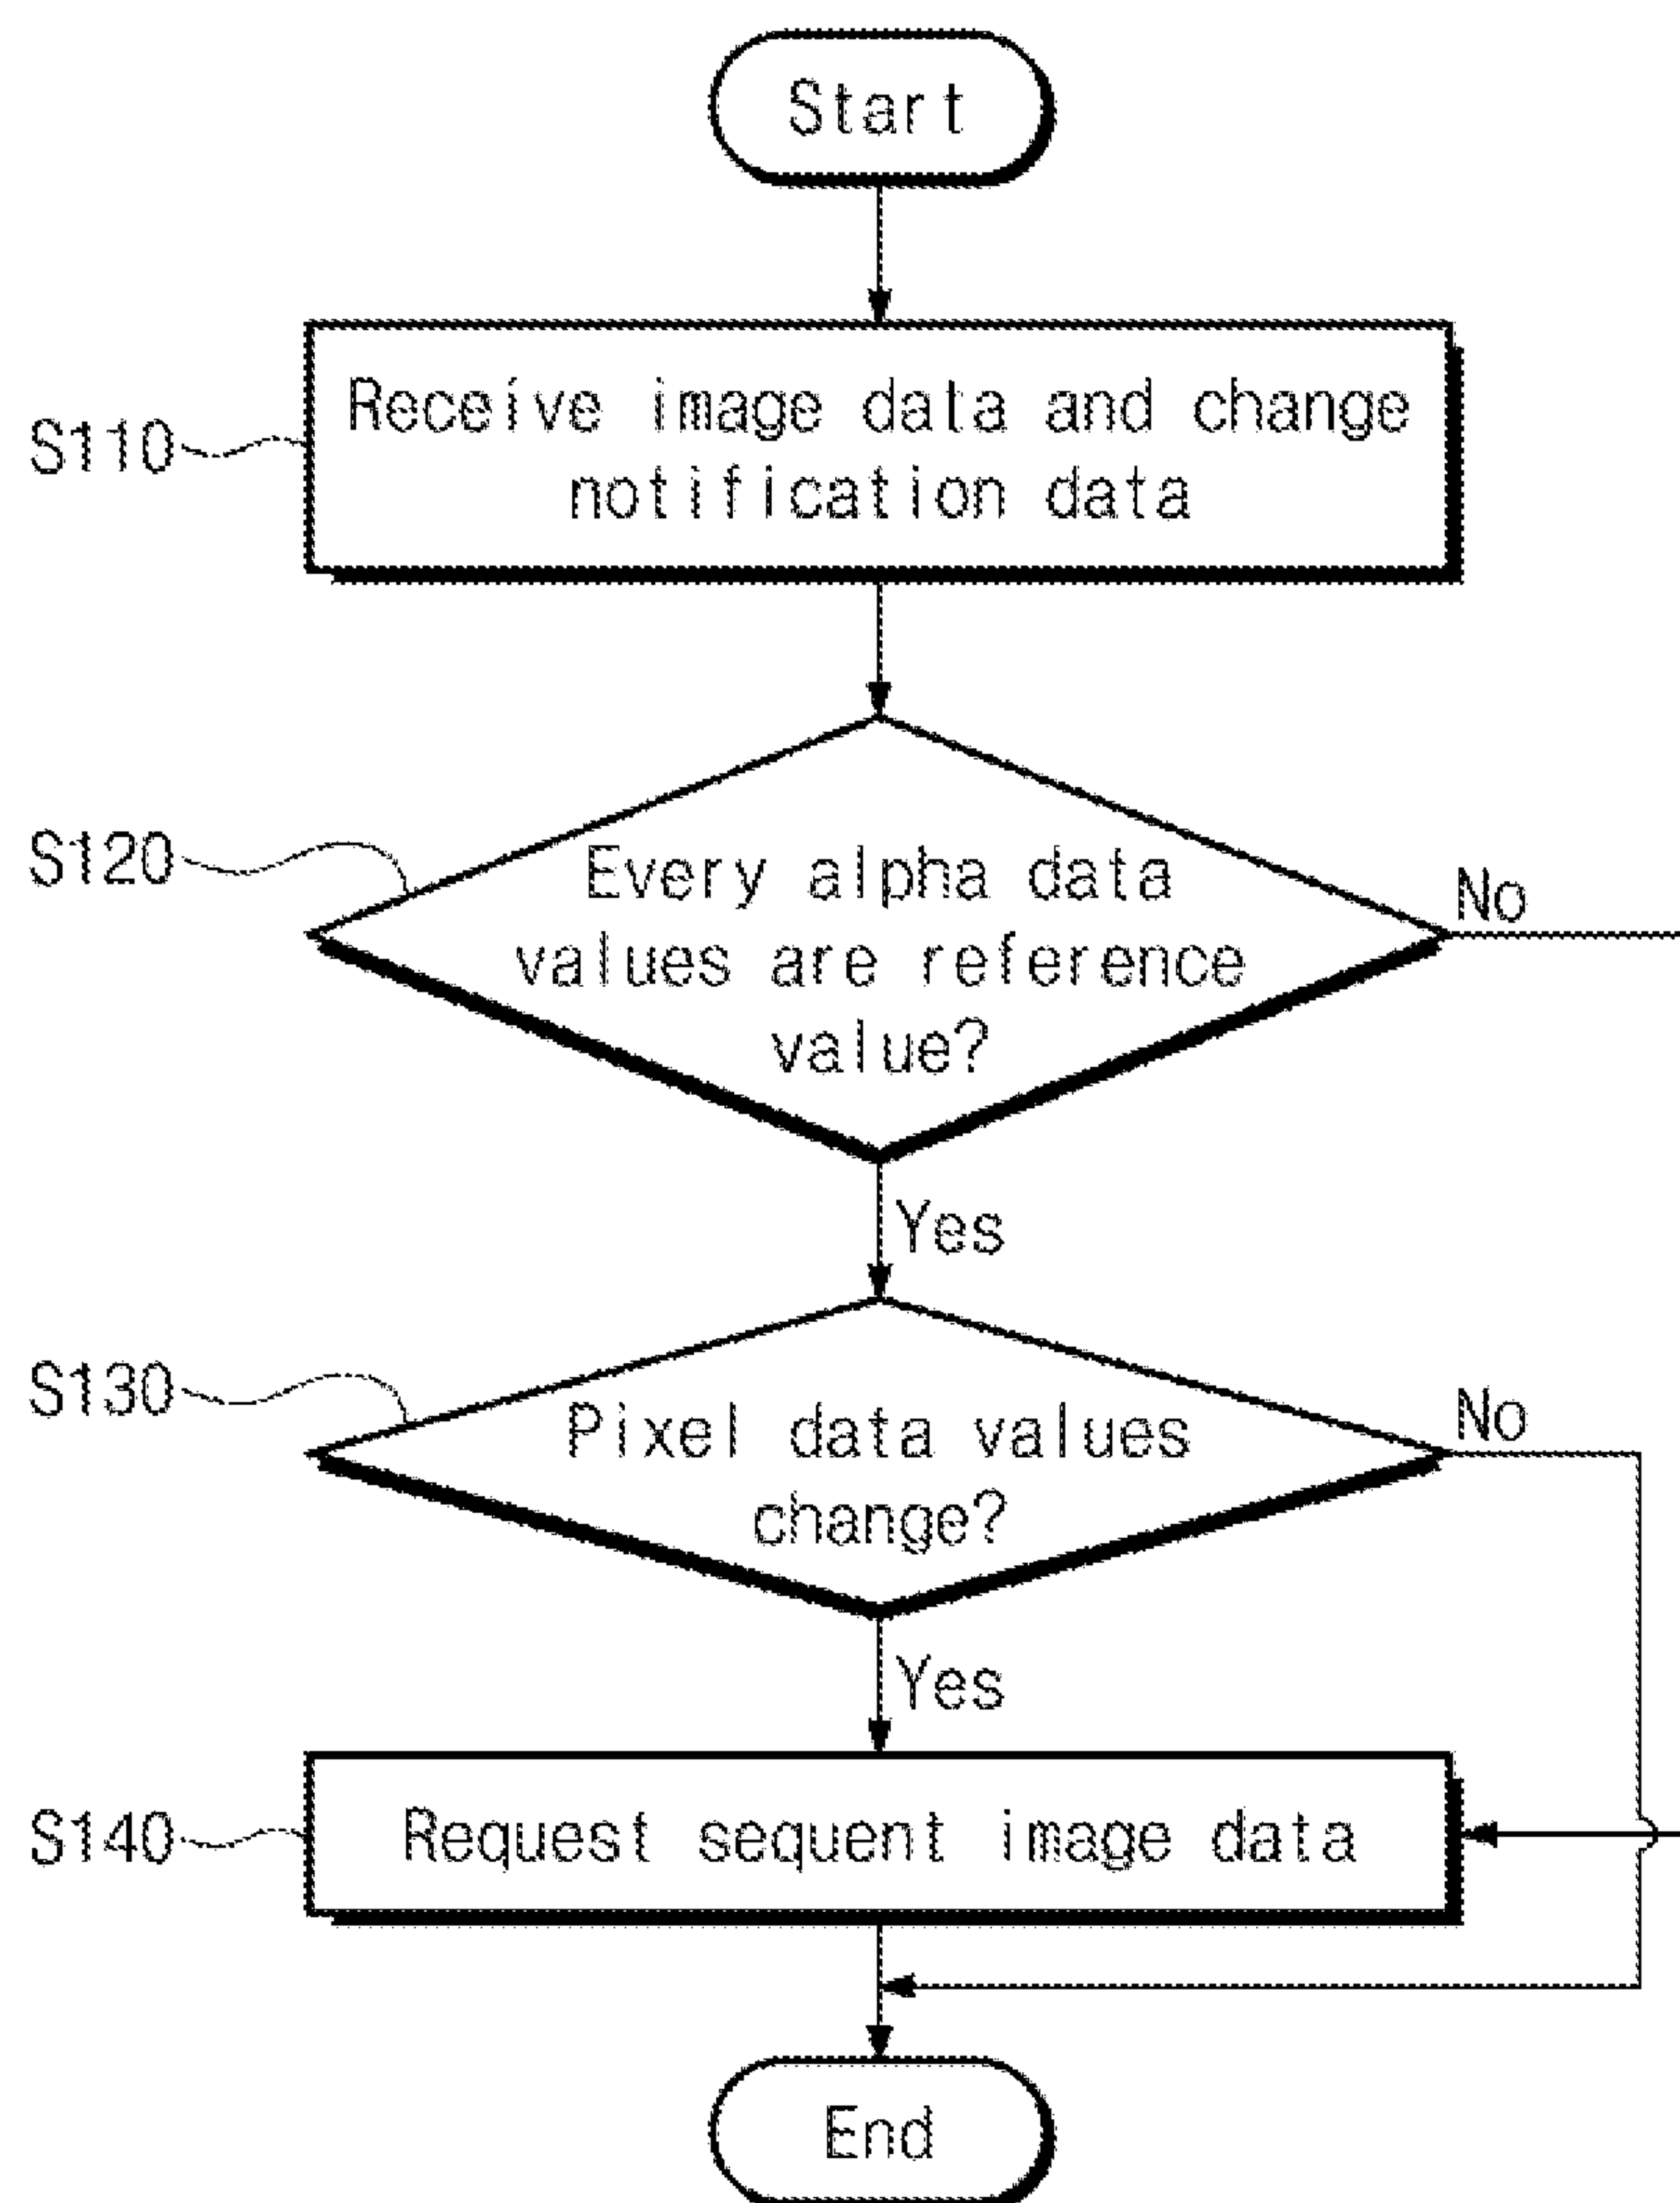 Start
S110
Receive image data and change
notification data
S120
Every alpha data
values are reference
value?
No
Yes
S130
Pixel data values
change?
No
Yes
S140
Request sequent image data
End